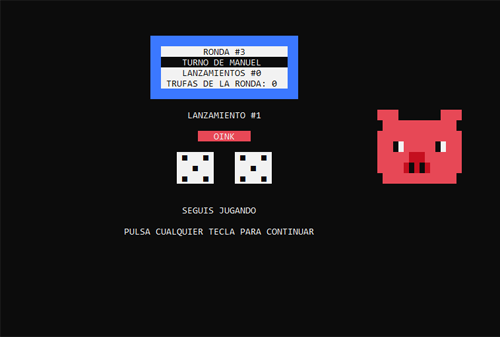 RONDA #3
TURNO DE MANUEL
LANZAMIENTOS #0
TRUFAS DE LA RONDA: 0
LANZAMIENTO #1
OINK
SEGUIS JUGANDO
PULSA CUALQUIER TECLA PARA CONTINUAR